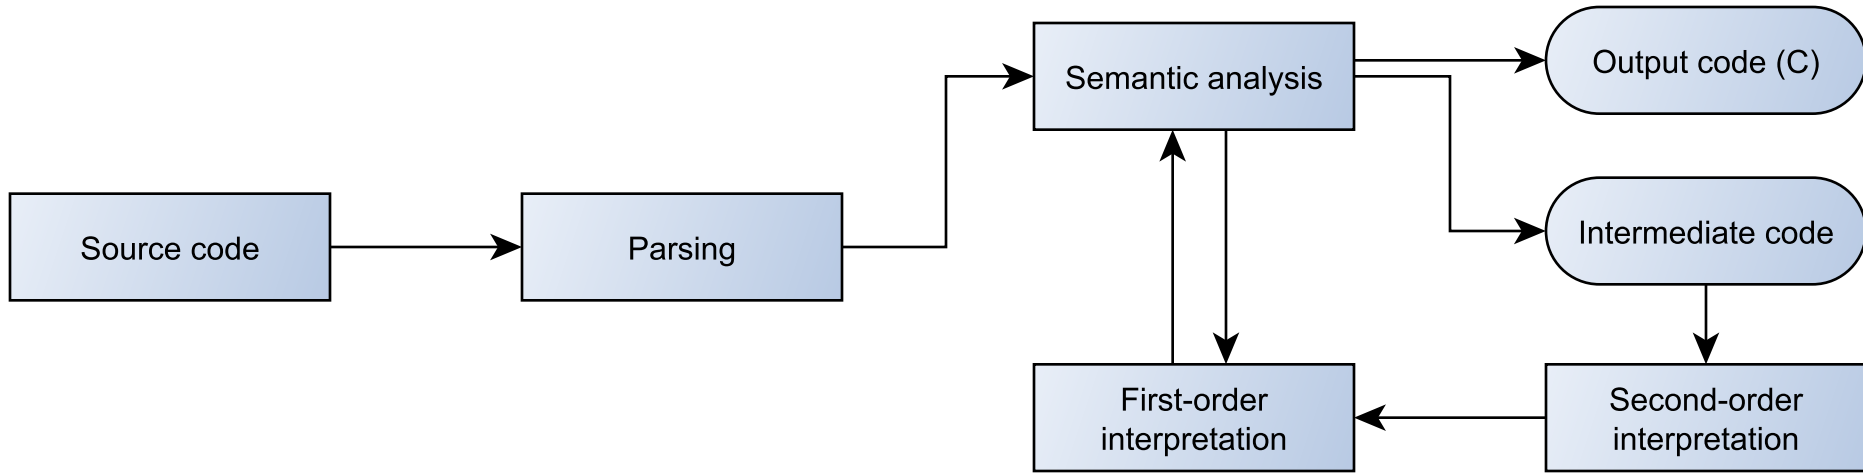 Semantic analysis
Output code (C)
Source code
Parsing
Intermediate code
First-order
interpretation
Second-order
interpretation